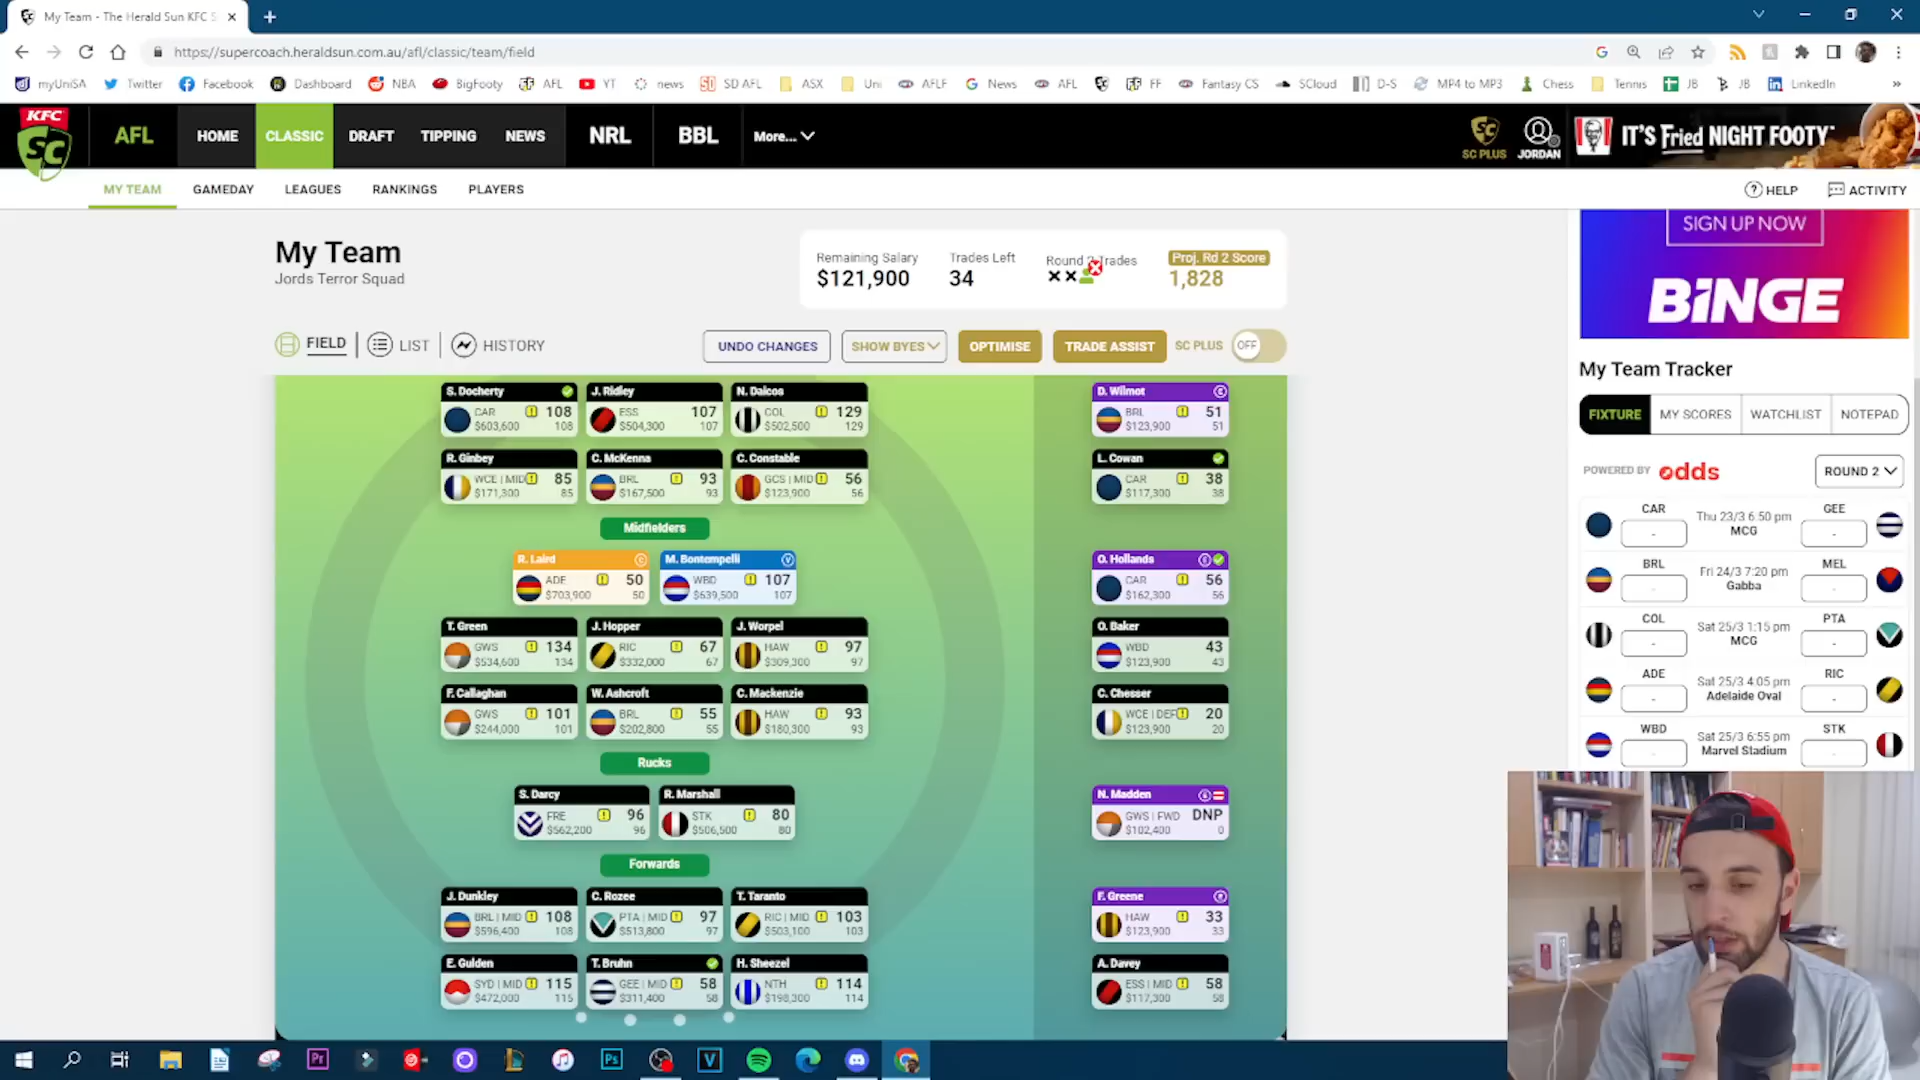 My Team - The Herald Sun KFC S
https://supercoach.heraldsun.com.au/afl/classic/team/field
myUniSA Twitter Facebook Dashboard NBA BigFooty AFL YT news SD AFL ASX Uni AFLF News AFL FF Fantasy CS SCloud D-S MP4 to MP3 Chess Tennis JB JB LinkedIn »
KFC SC AFL HOME CLASSIC DRAFT TIPPING NEWS NRL BBL More... SC PLUS JORDAN KFC IT'S Fried NIGHT FOOTY
MY TEAM GAMEDAY LEAGUES RANKINGS PLAYERS HELP ACTIVITY
My Team
Jords Terror Squad
Remaining Salary
$121,900
Trades Left
34
Proj. Rd 2 Score
1,828
FIELD LIST HISTORY UNDO CHANGES SHOW BYES OPTIMISE TRADE ASSIST SC PLUS OFF
S. Docherty J. Ridley N. Daicos D. Wilmot
CAR 108 ESS 107 COL 129 BRL 51
$603,600 108 $504,300 107 $502,500 129 $123,900 51
R. Ginbey C. McKenna C. Constable L. Cowan
WCE | MID 85 BRL 93 GCS | MID 56 CAR 38
$171,300 85 $167,500 93 $123,900 56 $117,300 38
Midfielders
R. Laird M. Bontempelli O. Hollands
ADE 50 WBD 107 CAR 56
$703,900 50 $639,500 107 $162,300 56
T. Green J. Hopper J. Worpel O. Baker
GWS 134 RIC 67 HAW 97 WBD 43
$534,600 134 $332,000 67 $309,300 97 $123,900 43
F. Callaghan W. Ashcroft C. Mackenzie C. Chesser
GWS 101 BRL 55 HAW 93 WCE | DEF 20
$244,000 101 $202,800 55 $180,300 93 $123,900 20
Rucks
S. Darcy R. Marshall N. Madden
FRE 96 STK 80 GWS | FWD DNP
$562,200 96 $506,500 80 $102,400 0
Forwards
J. Dunkley C. Rozee T. Taranto F. Greene
BRL | MID 108 PTA | MID 97 RIC | MID 103 HAW 33
$596,400 108 $513,800 97 $503,100 103 $123,900 33
E. Gulden T. Bruhn H. Sheezel A. Davey
SYD | MID 115 GEE | MID 58 NTH 114 ESS | MID 58
$472,000 115 $311,400 58 $198,300 114 $117,300 58
SIGN UP NOW
BINGE
My Team Tracker
FIXTURE MY SCORES WATCHLIST NOTEPAD
POWERED BY odds ROUND 2
CAR Thu 23/3 6:50 pm GEE
- MCG -
BRL Fri 24/3 7:20 pm MEL
- Gabba -
COL Sat 25/3 1:15 pm PTA
- MCG -
ADE Sat 25/3 4:05 pm RIC
- Adelaide Oval -
WBD Sat 25/3 6:55 pm STK
- Marvel Stadium -